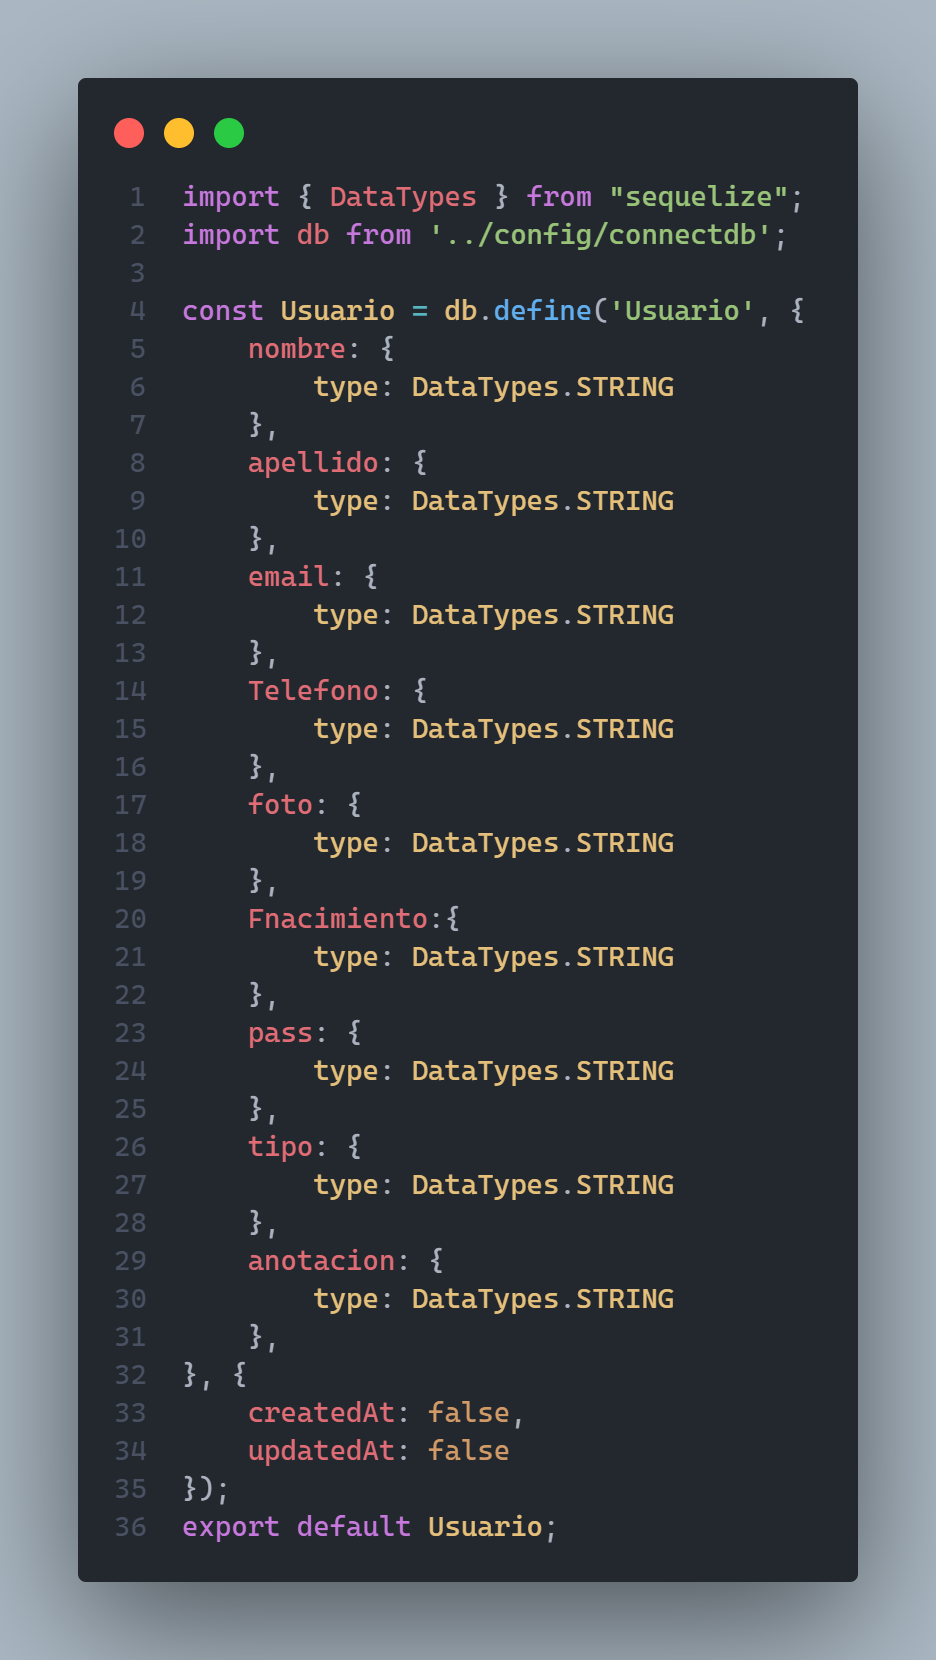 1 import { DataTypes } from "sequelize";
2 import db from '../config/connectdb';
3
4 const Usuario = db.define('Usuario', {
5     nombre: {
6         type: DataTypes.STRING
7     },
8     apellido: {
9         type: DataTypes.STRING
10     },
11     email: {
12         type: DataTypes.STRING
13     },
14     Telefono: {
15         type: DataTypes.STRING
16     },
17     foto: {
18         type: DataTypes.STRING
19     },
20     Fnacimiento:{
21         type: DataTypes.STRING
22     },
23     pass: {
24         type: DataTypes.STRING
25     },
26     tipo: {
27         type: DataTypes.STRING
28     },
29     anotacion: {
30         type: DataTypes.STRING
31     },
32 }, {
33     createdAt: false,
34     updatedAt: false
35 });
36 export default Usuario;